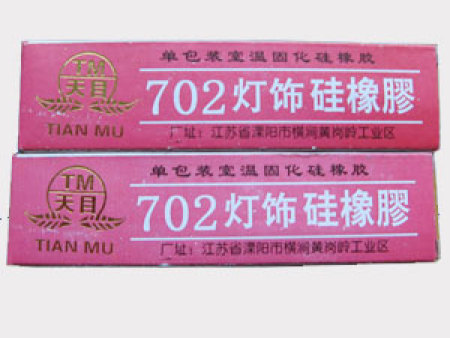 单包装室温固化硅橡胶
TM
天目
TIAN MU
702灯饰硅橡膠
厂址:江苏省溧阳市横涧黄岗岭工业区
单包装室温固化硅橡胶
TM
天目
TIAN MU
702灯饰硅橡膠
厂址:江苏省溧阳市横涧黄岗岭工业区